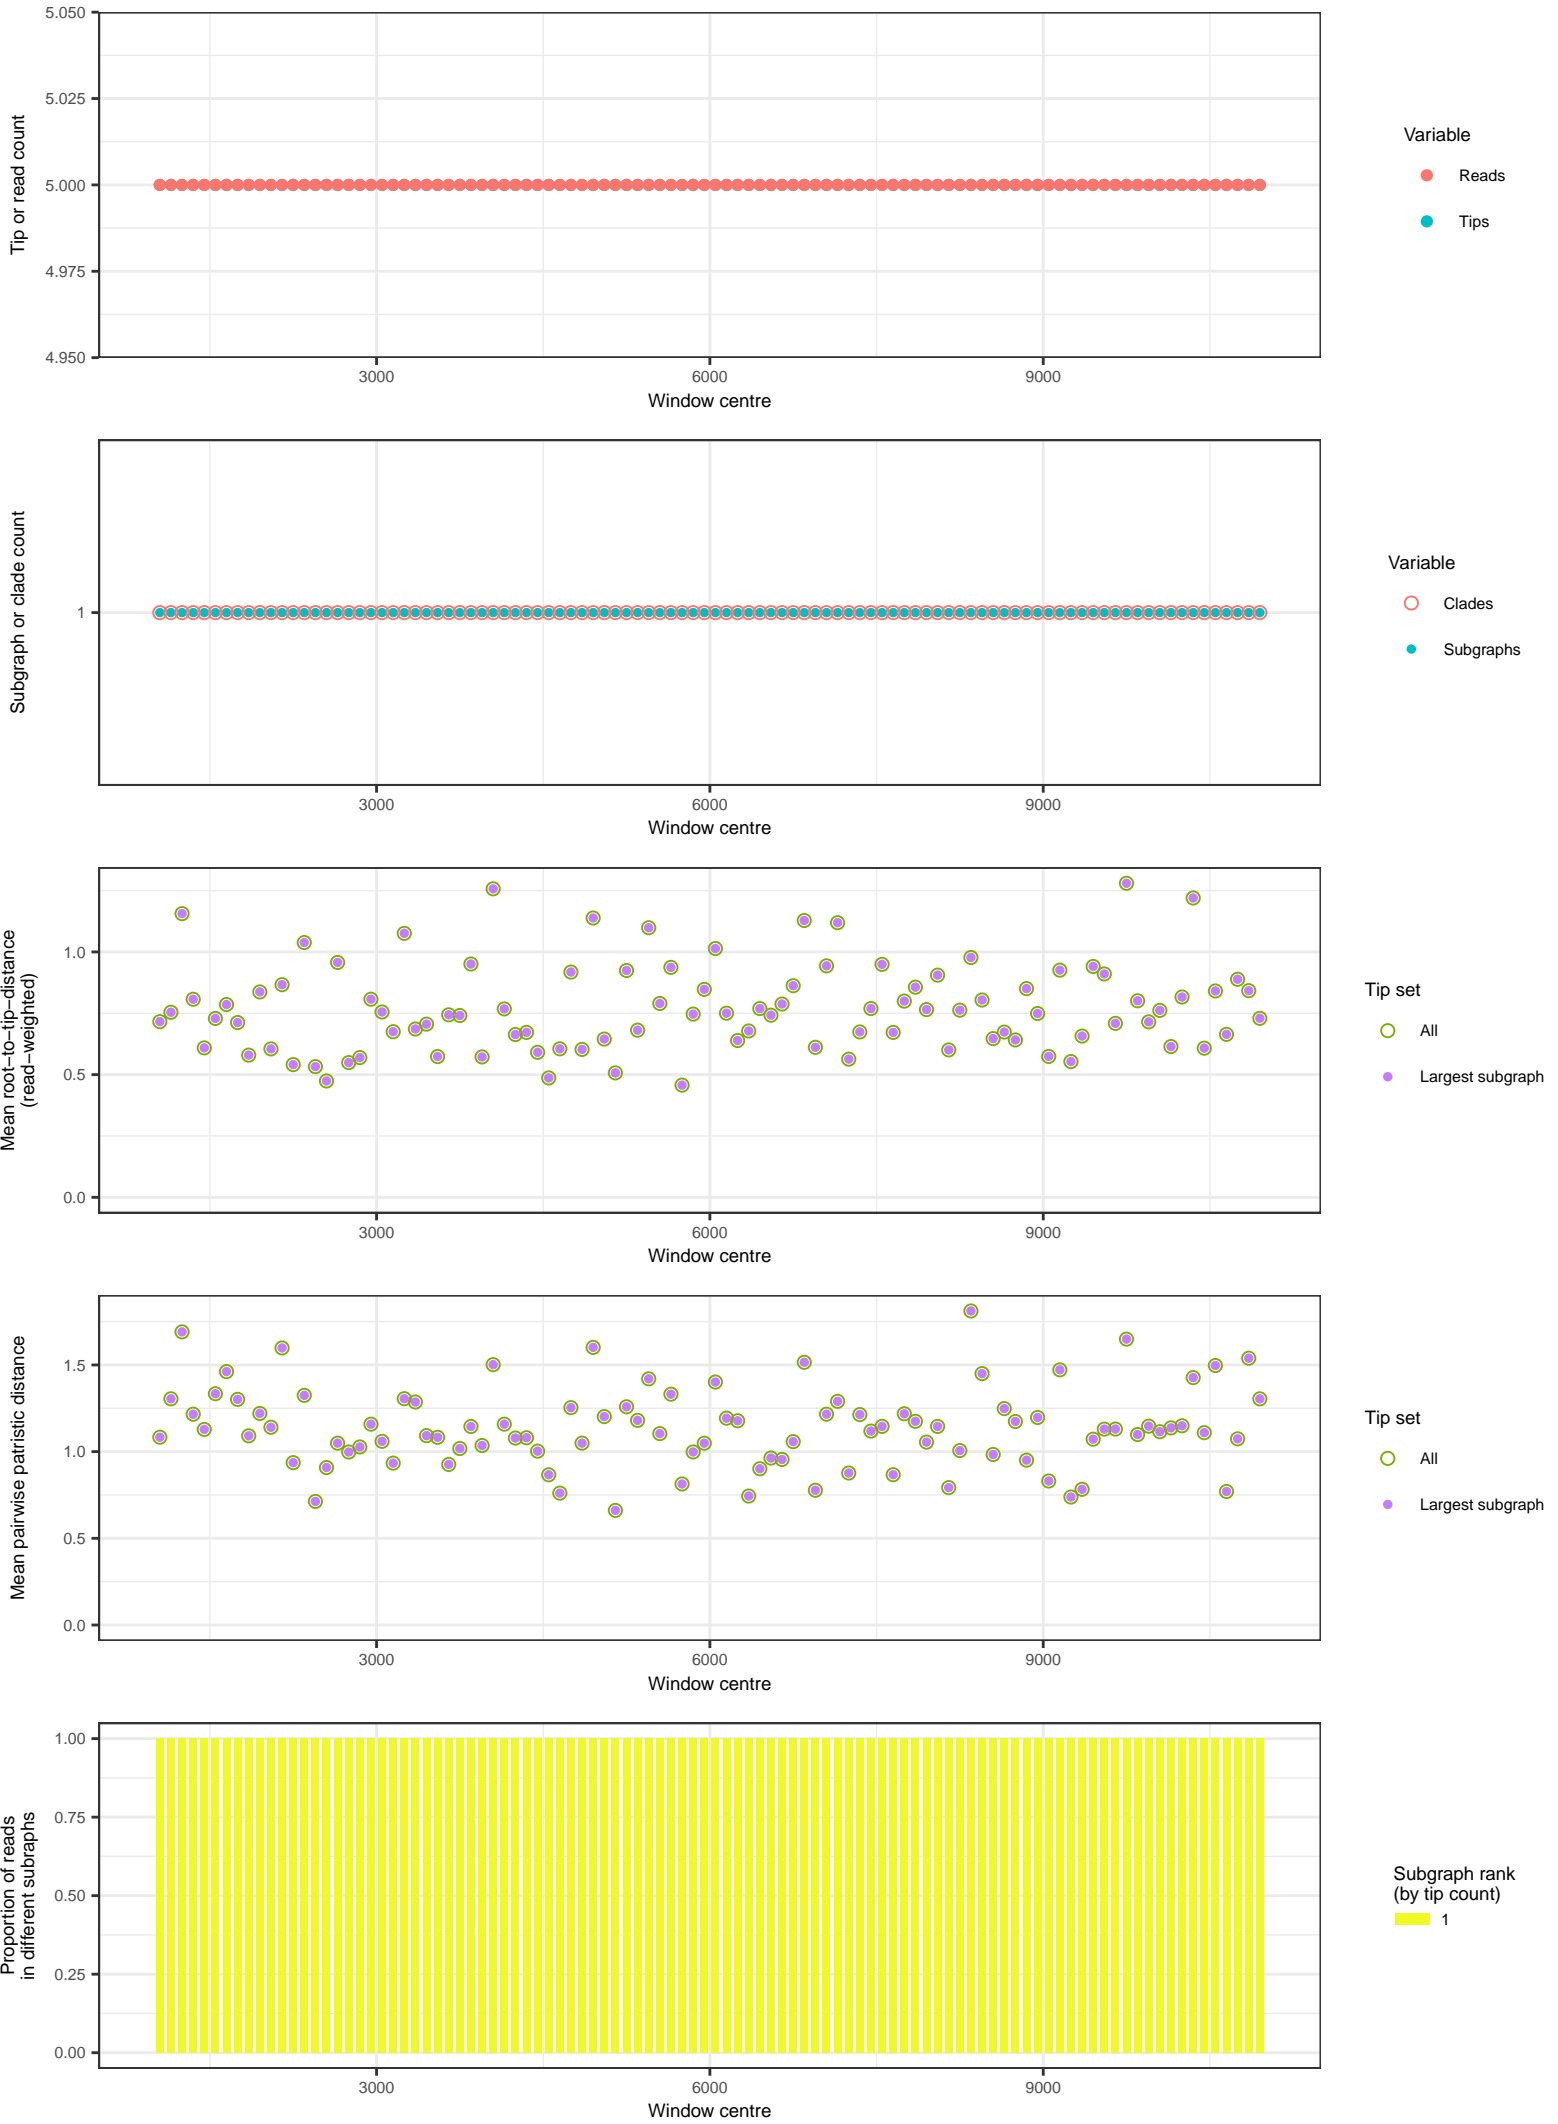 5.050
5.025
5.000
4.975
4.950
Tip or read count
3000
6000
9000
Window centre
Variable
Reads
Tips
1
Subgraph or clade count
3000
6000
9000
Window centre
Variable
Clades
Subgraphs
1.0
0.5
0.0
Mean root−to−tip−distance
(read−weighted)
3000
6000
9000
Window centre
Tip set
All
Largest subgraph
1.5
1.0
0.5
0.0
Mean pairwise patristic distance
3000
6000
9000
Window centre
Tip set
All
Largest subgraph
1.00
0.75
0.50
0.25
0.00
Proportion of reads
in different subraphs
3000
6000
9000
Window centre
Subgraph rank
(by tip count)
1